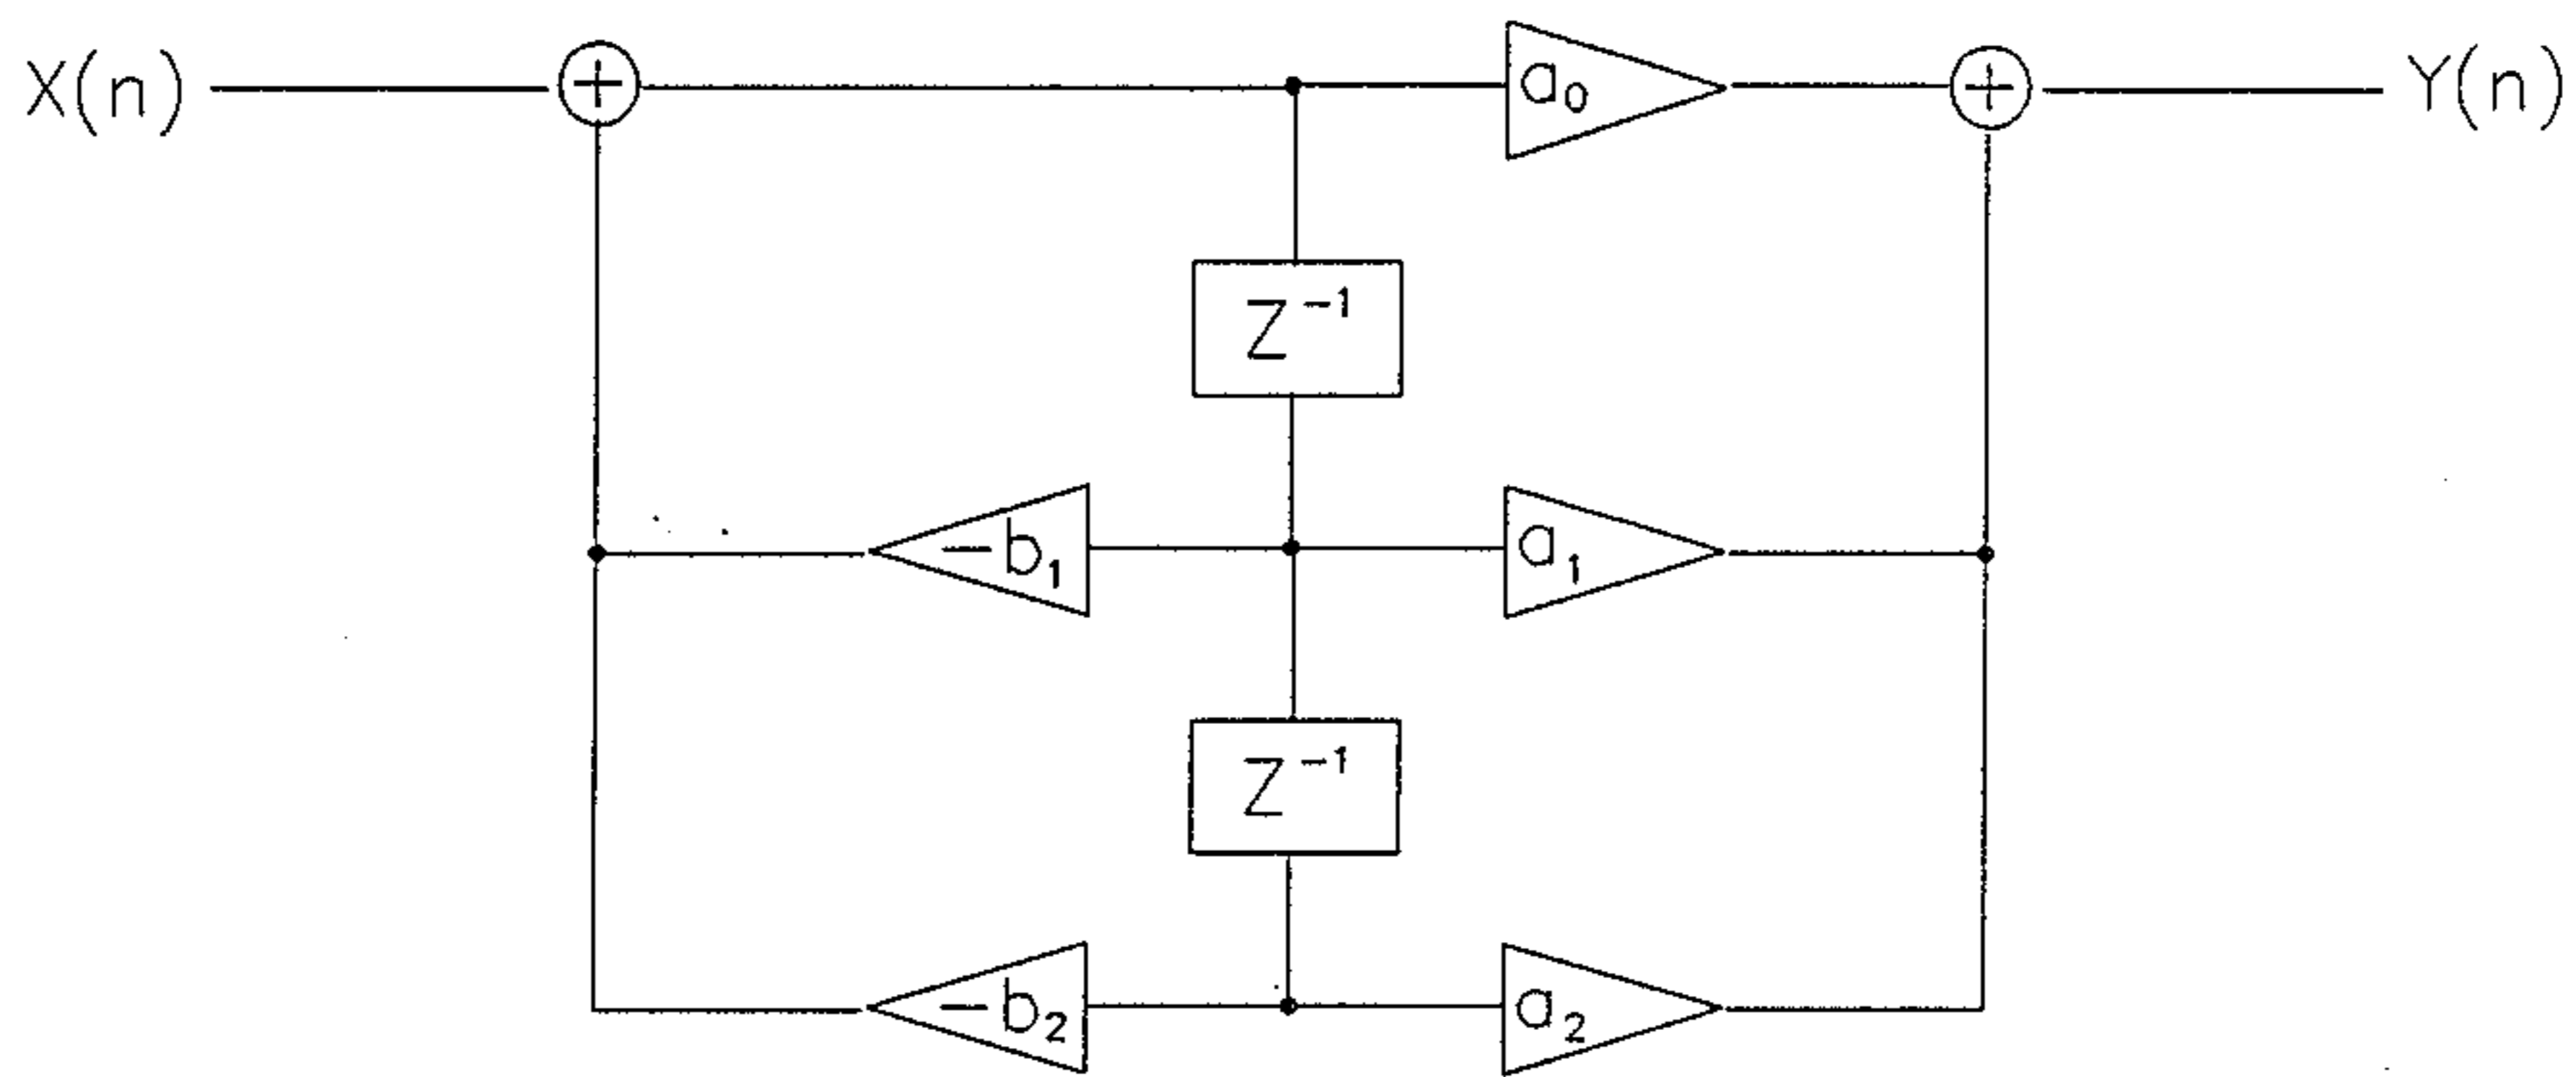 X(n) + a₀ + Y(n)
Z⁻¹
−b₁ a₁
Z⁻¹
−b₂ a₂